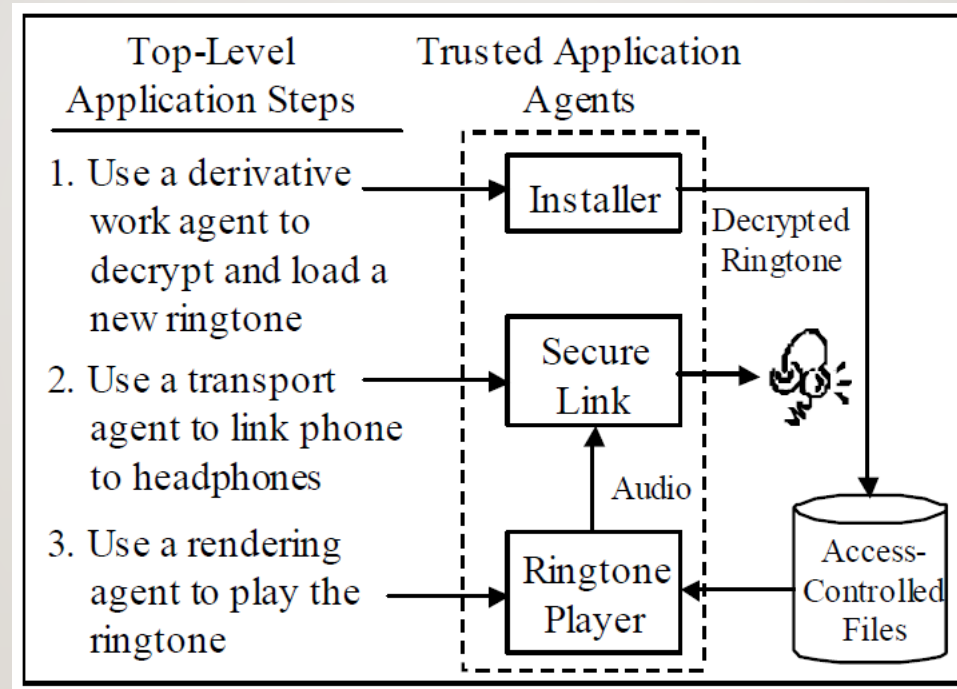 Top-Level
Application Steps
Trusted Application
Agents
1. Use a derivative
work agent to
decrypt and load a
new ringtone
2. Use a transport
agent to link phone
to headphones
3. Use a rendering
agent to play the
ringtone
Installer
Decrypted
Ringtone
Secure
Link
Audio
Ringtone
Player
Access-
Controlled
Files